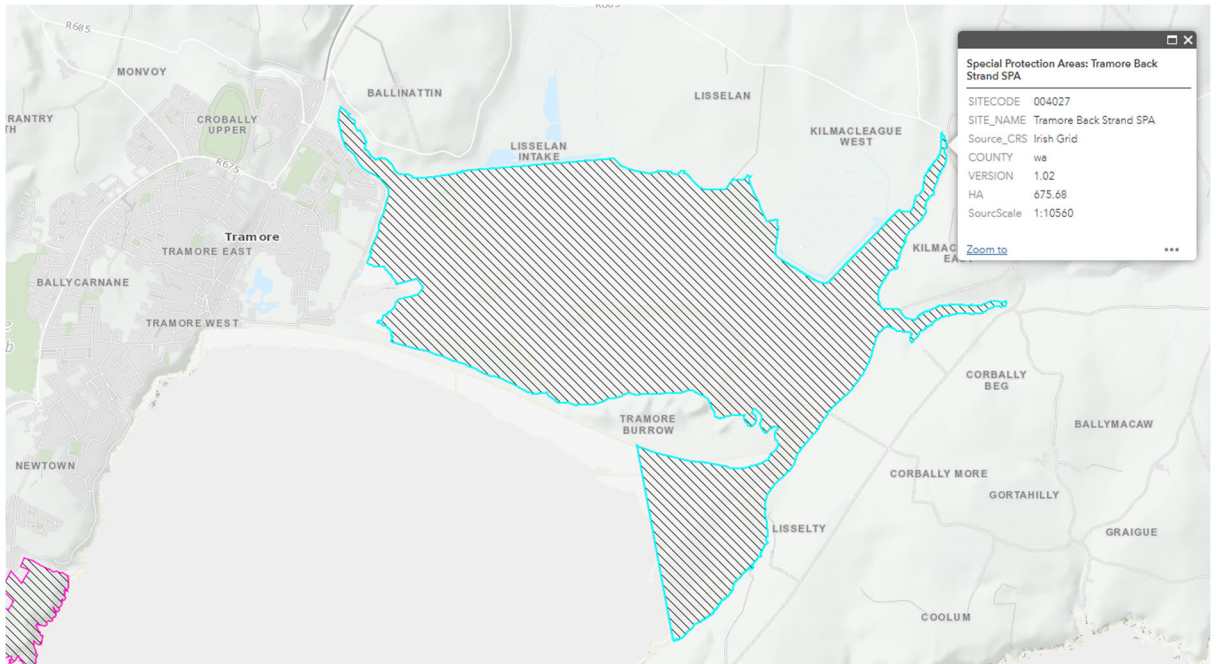 R685
R685
MONVOY
BALLINATTIN
LISSELAN
CROBALLY
UPPER
RANTRY
TH
KILMACLEAGUE
WEST
LISSELAN
INTAKE
R675
Tramore
TRAMORE EAST
KILMAC
EA
BALLYCARNANE
TRAMORE WEST
CORBALLY
BEG
TRAMORE
BURROW
BALLYMACAW
NEWTOWN
CORBALLY MORE
GORTAHILLY
LISSELTY
GRAIGUE
COOLUM
Special Protection Areas: Tramore Back
Strand SPA
SITECODE 004027
SITE_NAME Tramore Back Strand SPA
Source_CRS Irish Grid
COUNTY wa
VERSION 1.02
HA 675.68
SourcScale 1:10560
Zoom to